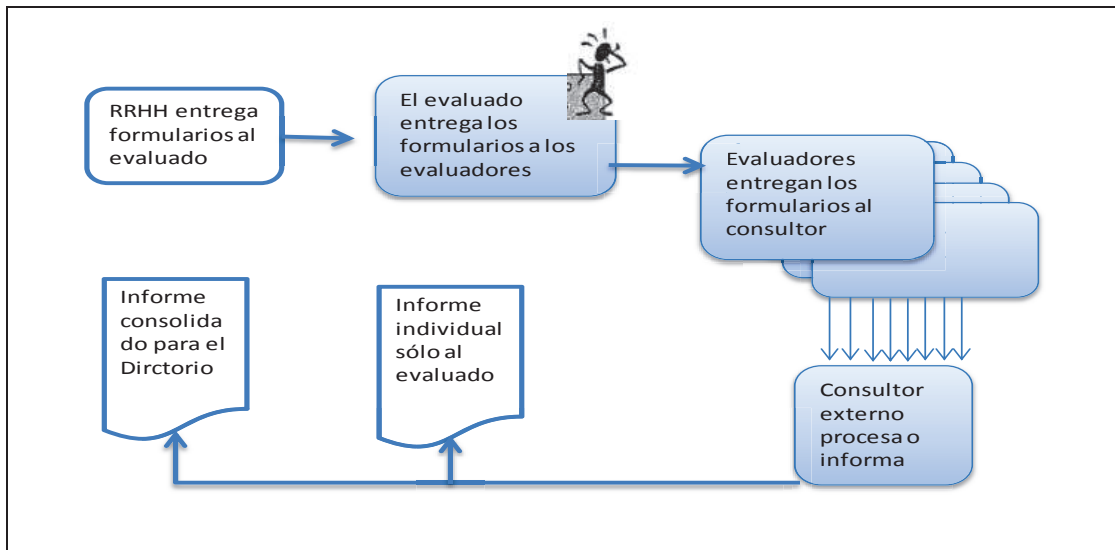 RRHH entrega
formularios al
evaluado
El evaluado
entrega los
formularios a los
evaluadores
Evaluadores
entregan los
formularios al
consultor
Informe
consolida
do para el
Dirctorio
Informe
individual
sólo al
evaluado
Consultor
externo
procesa o
informa